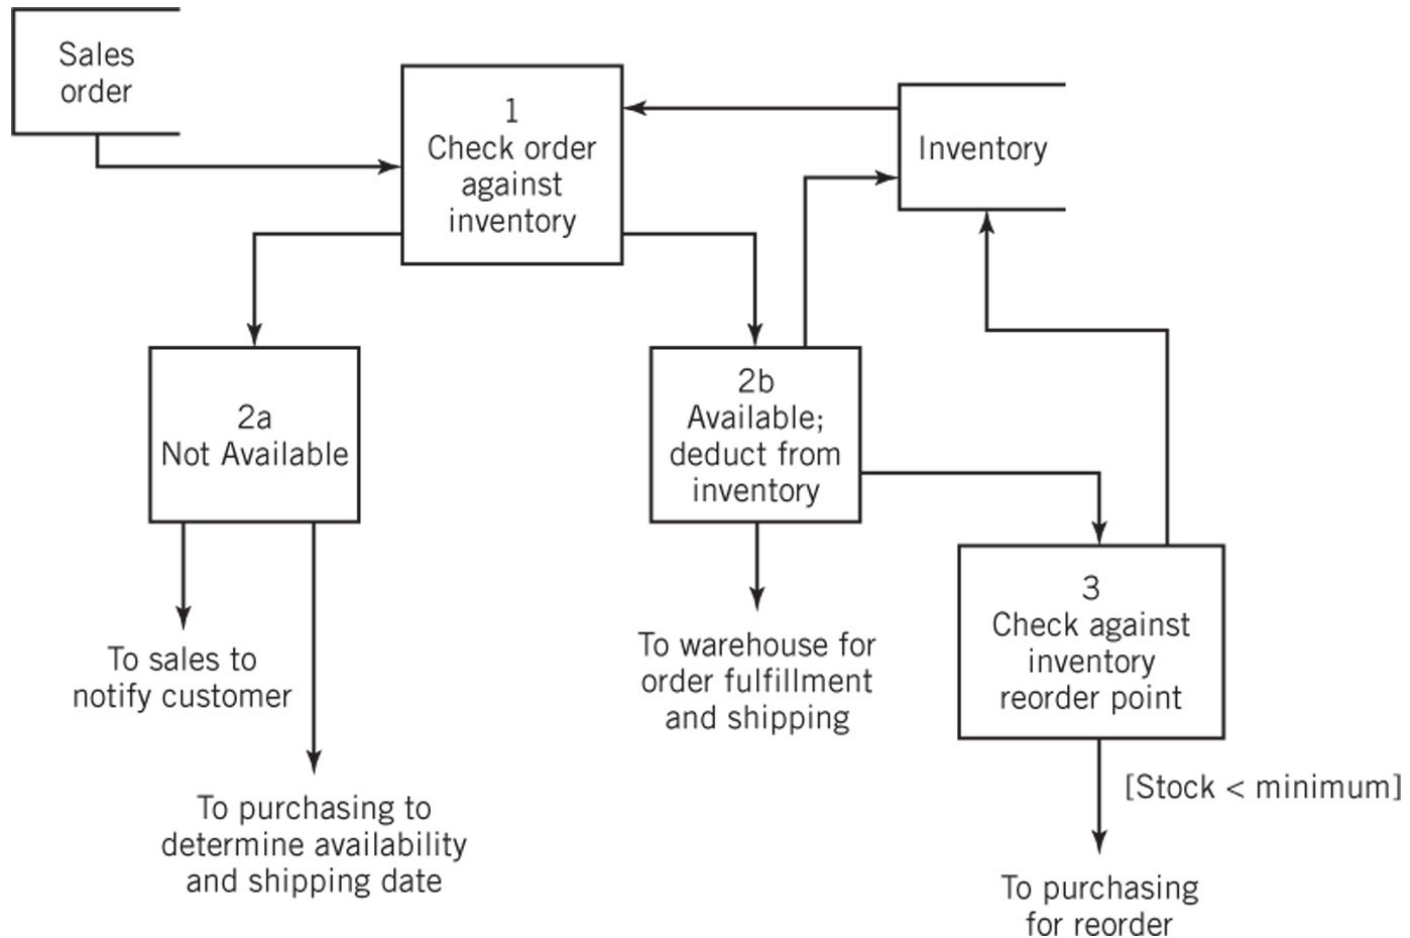 Sales
order
1
Check order
against
inventory
Inventory
2a
Not Available
2b
Available;
deduct from
inventory
3
Check against
inventory
reorder point
To sales to
notify customer
To warehouse for
order fulfillment
and shipping
[Stock < minimum]
To purchasing to
determine availability
and shipping date
To purchasing
for reorder